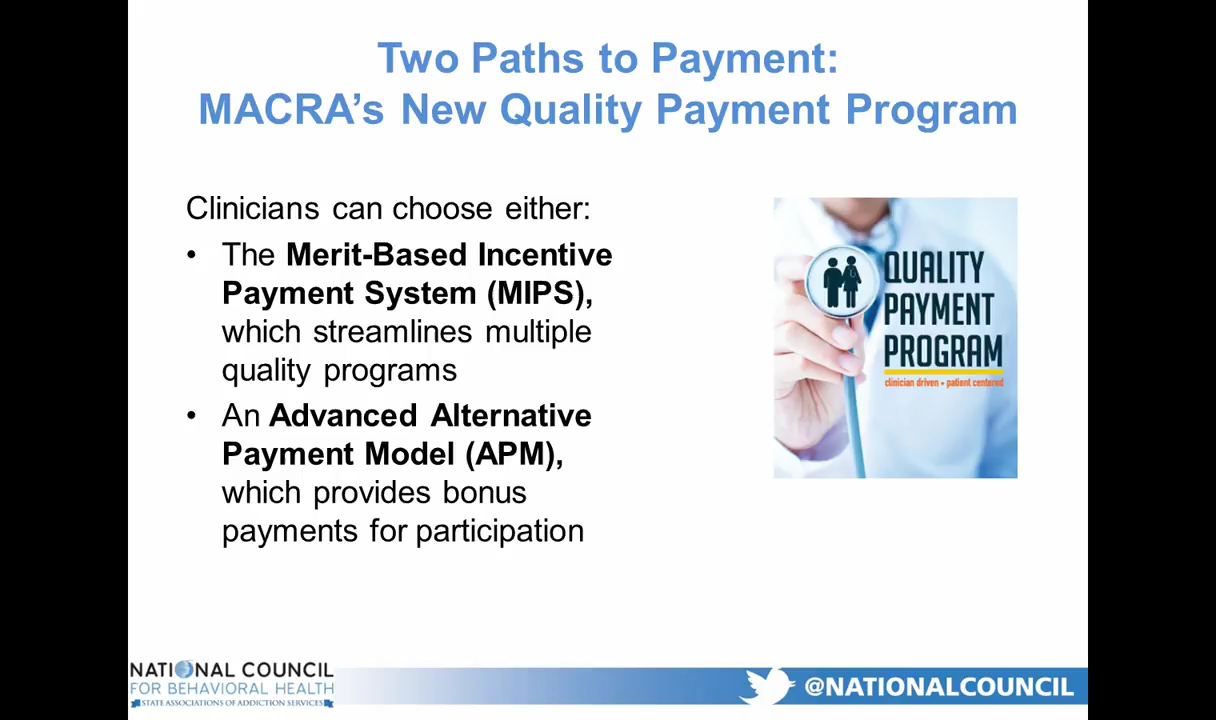 Two Paths to Payment:
MACRA's New Quality Payment Program
Clinicians can choose either:
• The Merit-Based Incentive
Payment System (MIPS),
which streamlines multiple
quality programs
• An Advanced Alternative
Payment Model (APM),
which provides bonus
payments for participation
QUALITY
PAYMENT
PROGRAM
clinician driven • patient centered
NATIONAL COUNCIL
FOR BEHAVIORAL HEALTH
STATE ASSOCIATIONS OF ADDICTION SERVICES
@NATIONALCOUNCIL